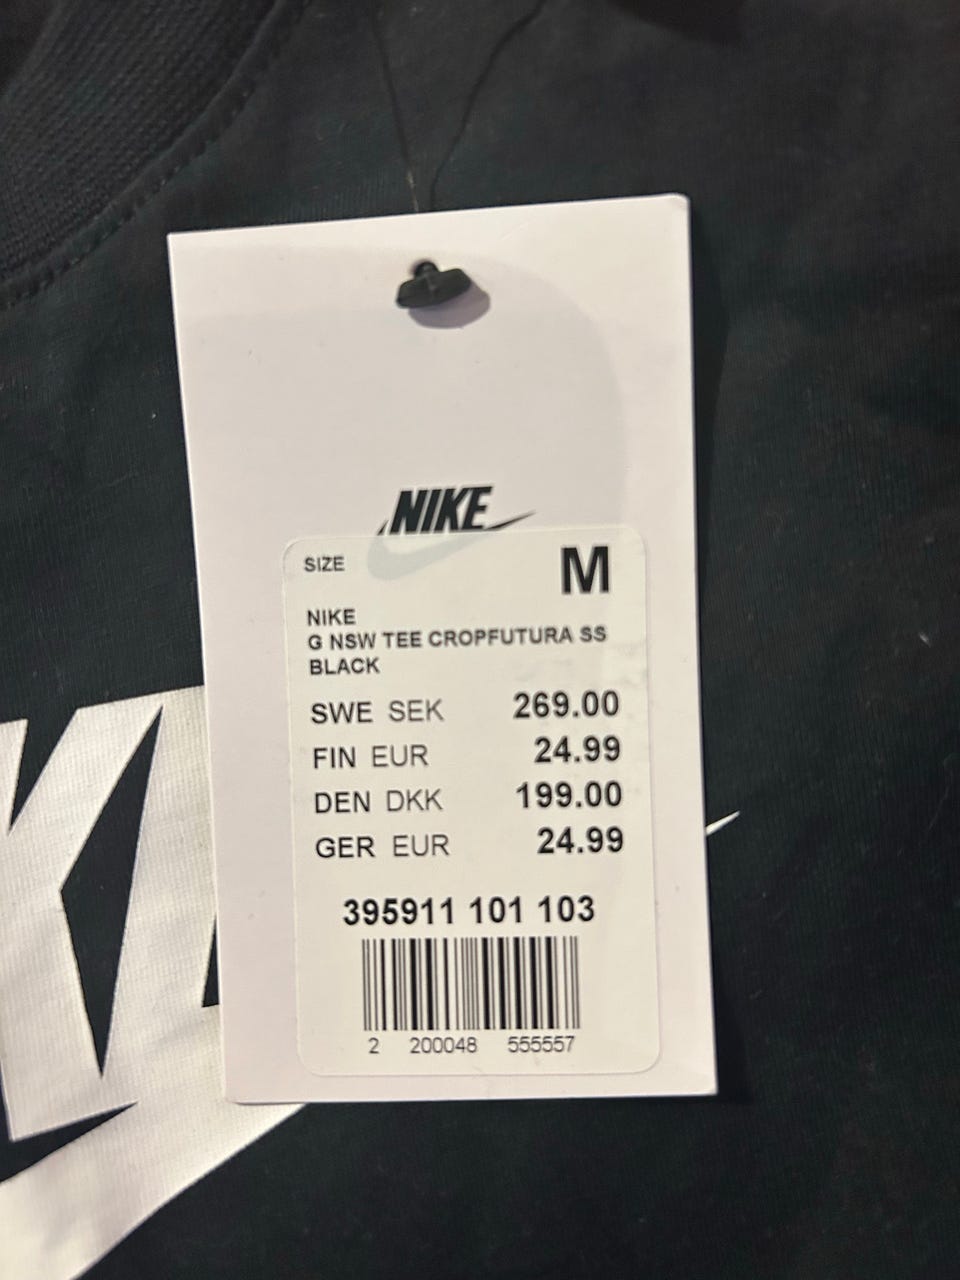 NIKE
SIZE M
NIKE
G NSW TEE CROPFUTURA SS
BLACK
SWE SEK 269.00
FIN EUR 24.99
DEN DKK 199.00
GER EUR 24.99
395911 101 103
2 200048 555557